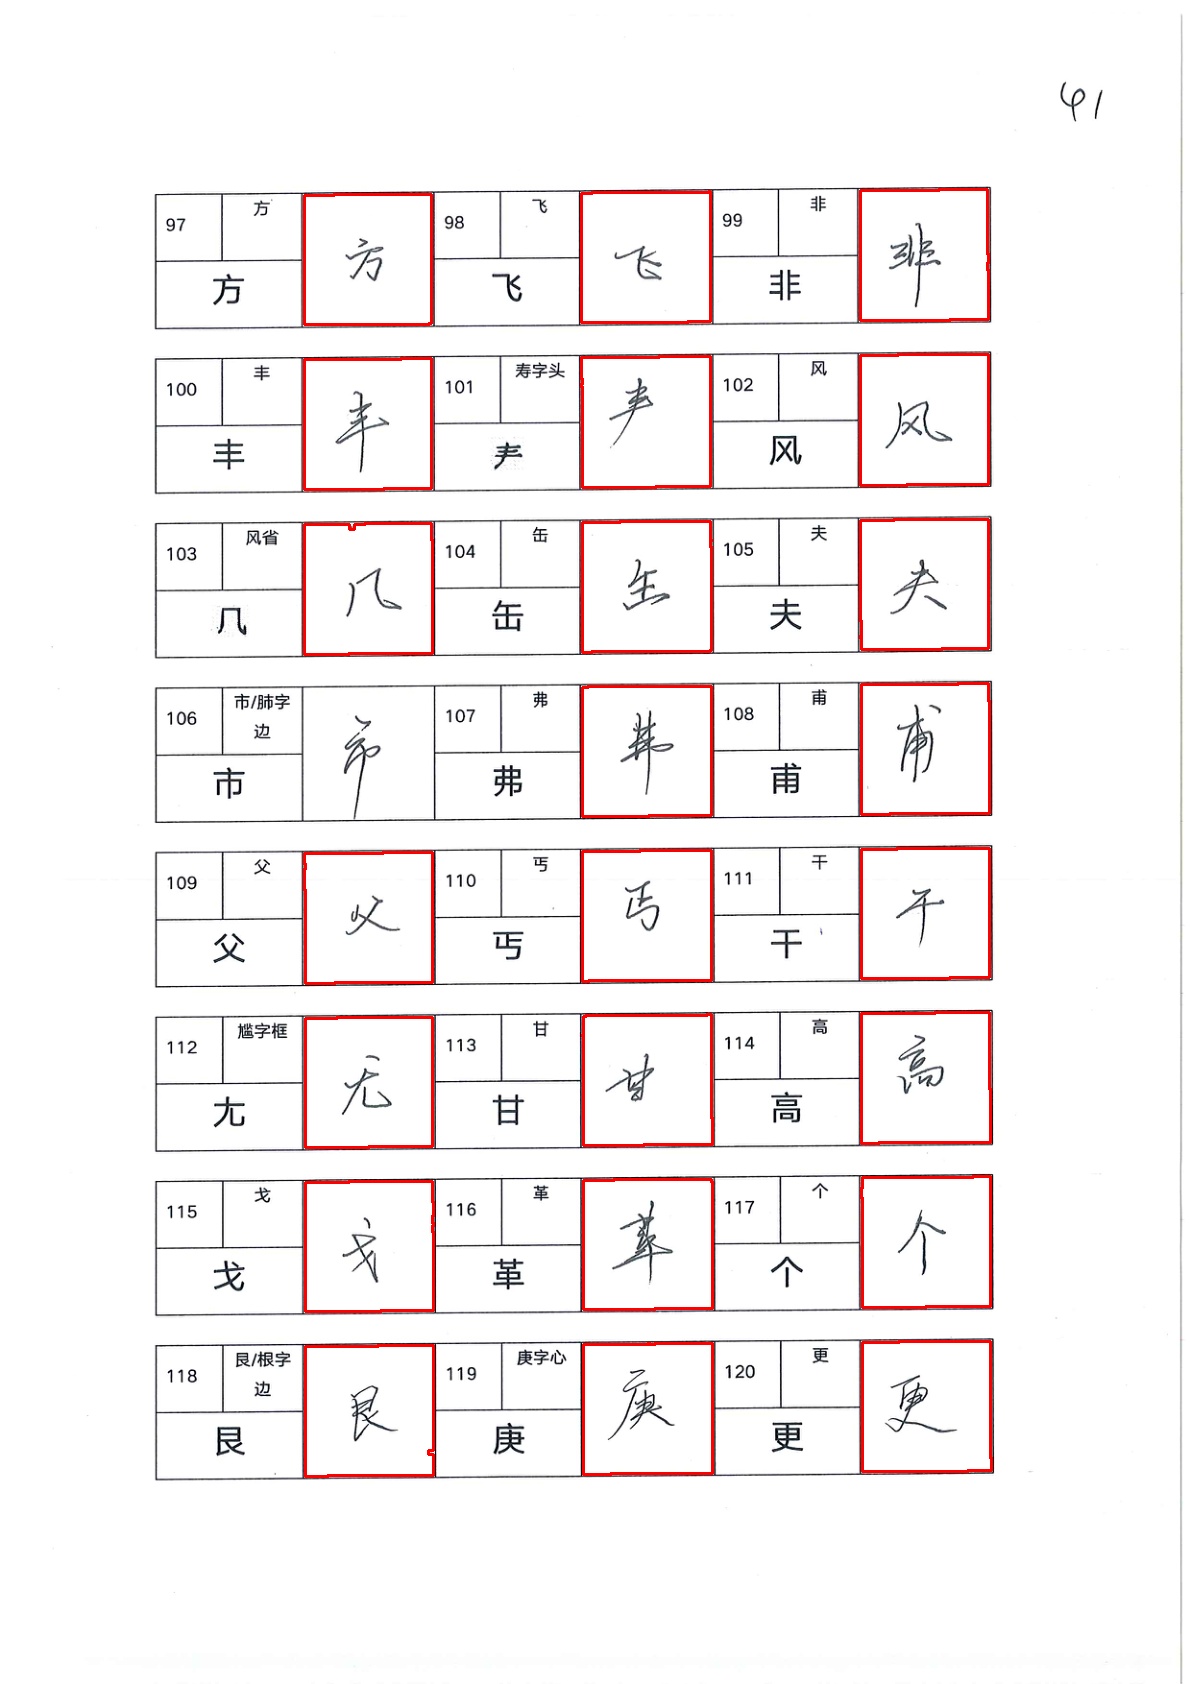 41
97 方 方 98 飞 飞 99 非 非
方 飞 非
100 丰 丰 101 寿字头 龵 102 风 风
丰 风
103 风省 几 104 缶 缶 105 夫 夫
几 缶 夫
106 市/肺字边 市 107 弗 弗 108 甫 甫
市 弗 甫
109 父 父 110 丐 丐 111 干 干
父 丐 干
112 尴字框 尢 113 甘 甘 114 高 高
尢 甘 高
115 戈 戈 116 革 革 117 个 个
戈 革 个
118 艮/根字边 艮 119 庚字心 庚 120 更 更
艮 庚 更